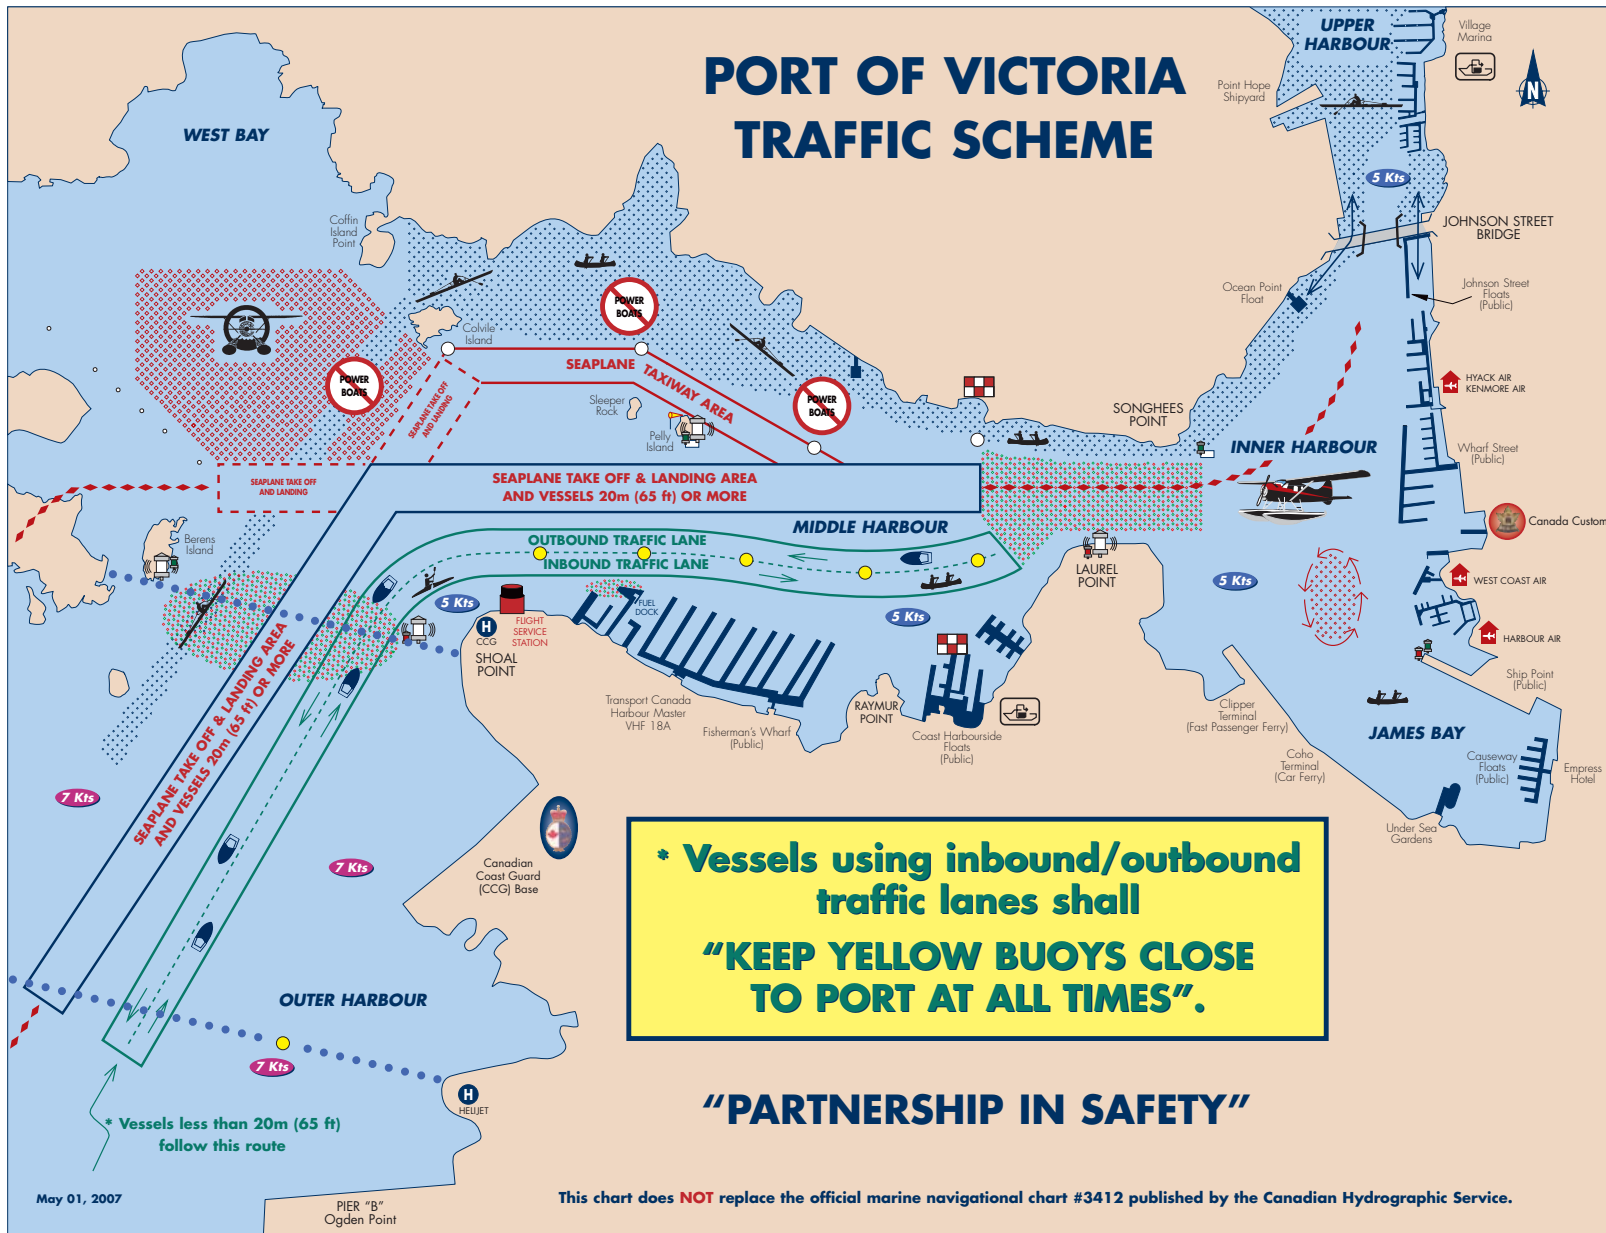 PORT OF VICTORIA
TRAFFIC SCHEME
UPPER
HARBOUR
Village
Marina
Point Hope
Shipyard
N
5 Kts
JOHNSON STREET
BRIDGE
Ocean Point
Float
Johnson Street
Floats
(Public)
HYACK AIR
KENMORE AIR
WEST BAY
Coffin
Island
Point
Colvile
Island
POWER
BOATS
POWER
BOATS
POWER
BOATS
SEAPLANE TAXIWAY AREA
SEAPLANE TAKE OFF
AND LANDING
Sleeper
Rock
Pelly
Island
SONGHEES
POINT
INNER HARBOUR
Wharf Street
(Public)
SEAPLANE TAKE OFF
AND LANDING
SEAPLANE TAKE OFF & LANDING AREA
AND VESSELS 20m (65 ft) OR MORE
MIDDLE HARBOUR
Canada Custom
Berens
Island
OUTBOUND TRAFFIC LANE
INBOUND TRAFFIC LANE
LAUREL
POINT
5 Kts
WEST COAST AIR
5 Kts
H
CCG
FLIGHT
SERVICE
STATION
FUEL
DOCK
5 Kts
HARBOUR AIR
SHOAL
POINT
SEAPLANE TAKE OFF & LANDING AREA
AND VESSELS 20m (65 ft) OR MORE
Transport Canada
Harbour Master
VHF 18A
Fisherman's Wharf
(Public)
RAYMUR
POINT
Coast Harbourside
Floats
(Public)
Clipper
Terminal
(Fast Passenger Ferry)
Ship Point
(Public)
JAMES BAY
Coho
Terminal
(Car Ferry)
Causeway
Floats
(Public)
Empress
Hotel
Under Sea
Gardens
7 Kts
7 Kts
Canadian
Coast Guard
(CCG) Base
* Vessels using inbound/outbound
traffic lanes shall
“KEEP YELLOW BUOYS CLOSE
TO PORT AT ALL TIMES”.
OUTER HARBOUR
7 Kts
H
HELIJET
* Vessels less than 20m (65 ft)
follow this route
“PARTNERSHIP IN SAFETY”
May 01, 2007
PIER “B”
Ogden Point
This chart does NOT replace the official marine navigational chart #3412 published by the Canadian Hydrographic Service.